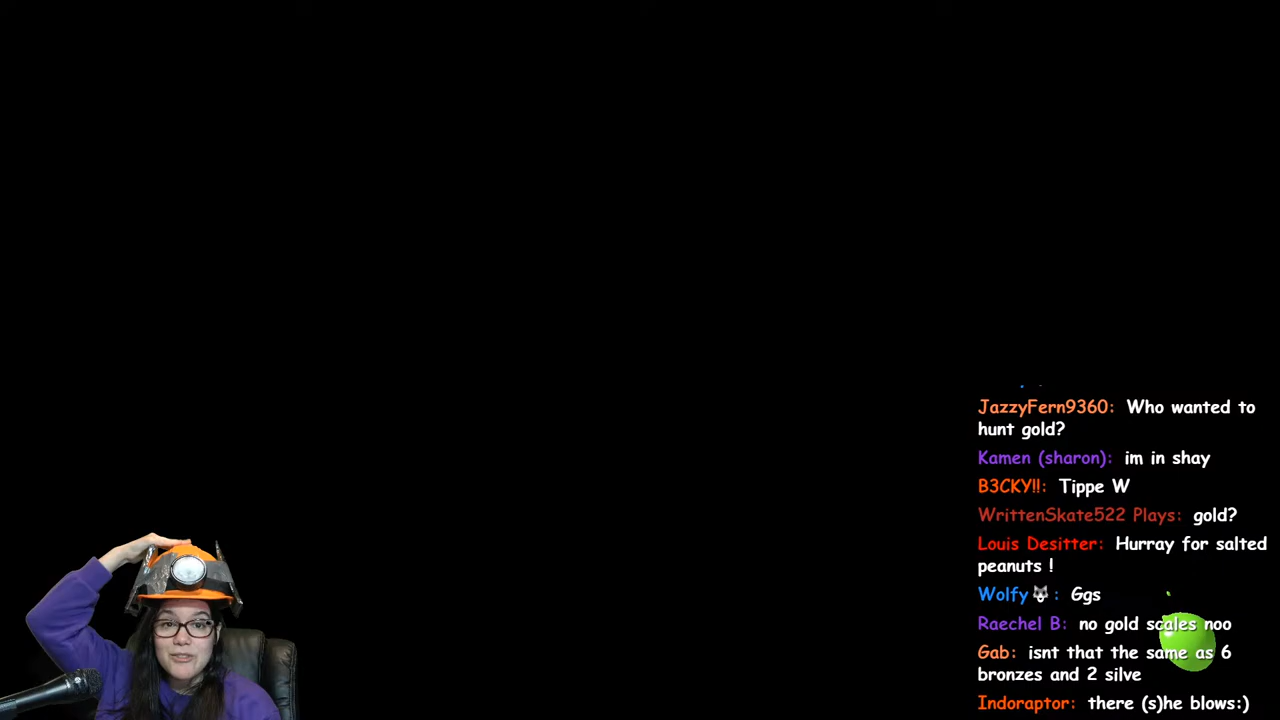 JazzyFern9360: Who wanted to
hunt gold?
Kamen (sharon): im in shay
B3CKY!!: Tippe W
WrittenSkate522 Plays: gold?
Louis Desitter: Hurray for salted
peanuts !
Wolfy🐺: Ggs
Raechel B: no gold scales noo
Gab: isnt that the same as 6
bronzes and 2 silve
Indoraptor: there (s)he blows:)